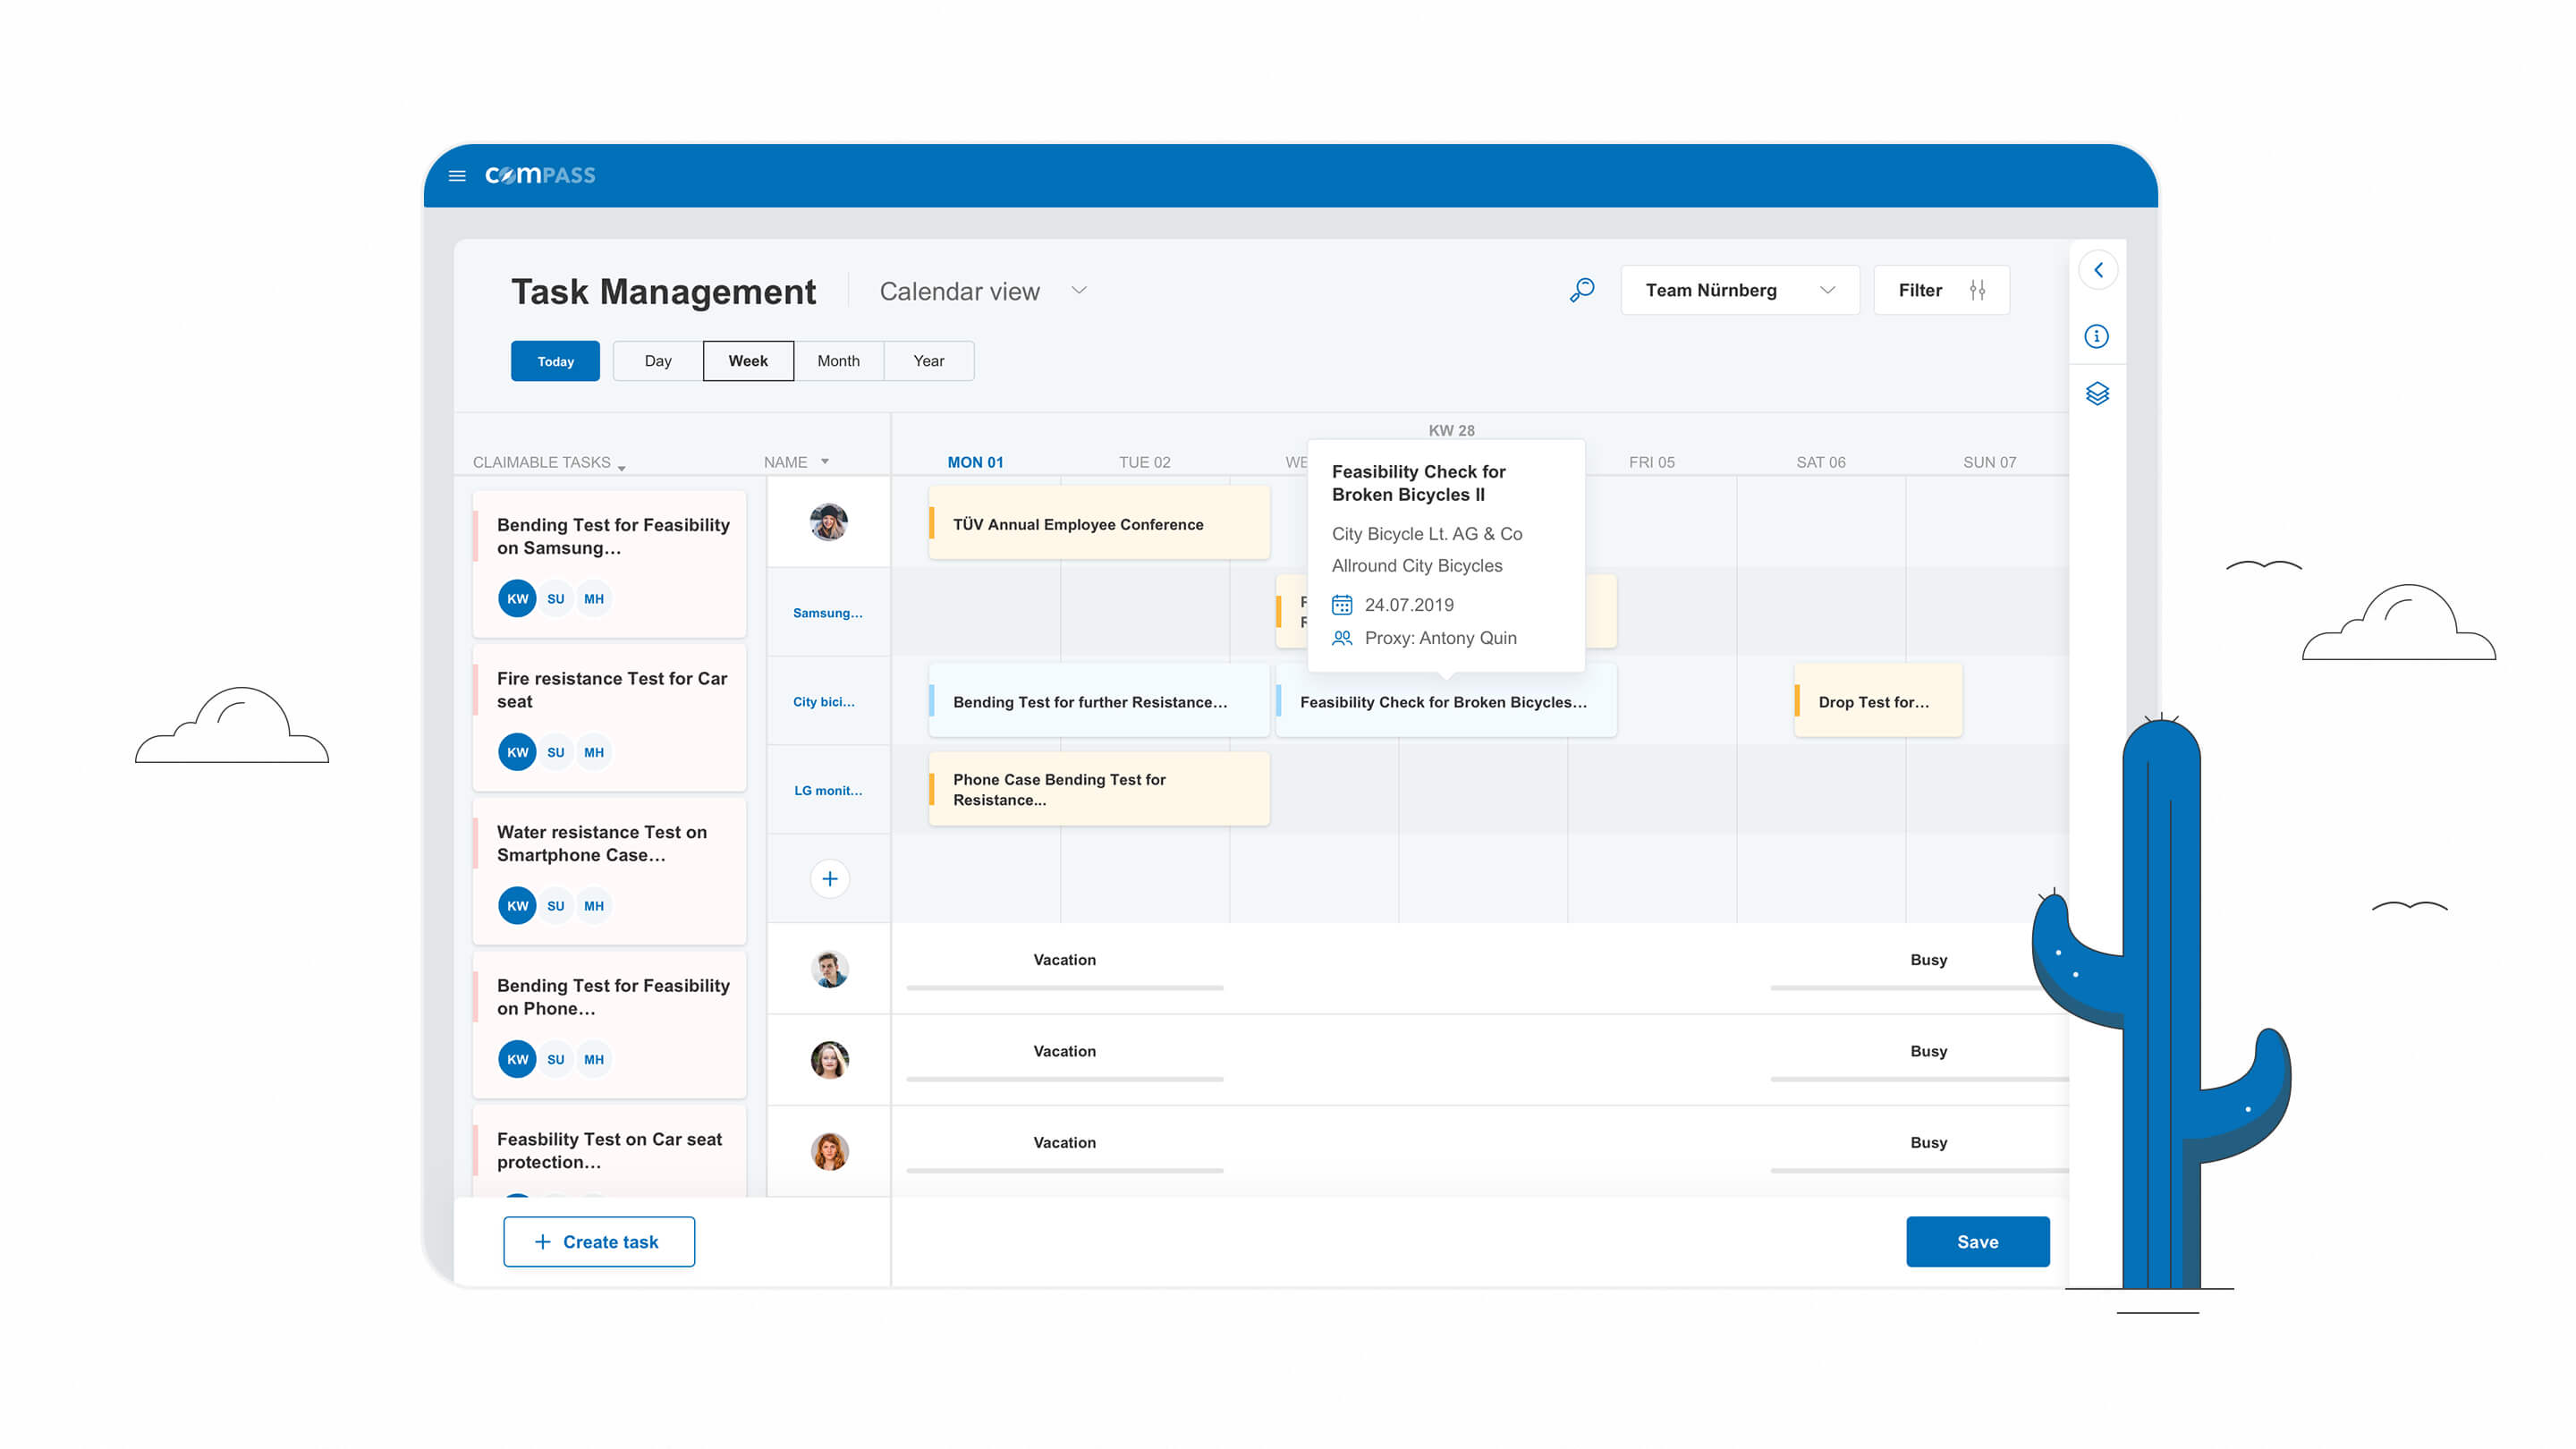 comPASS
Task Management
Calendar view
Team Nürnberg
Filter
Today
Day
Week
Month
Year
KW 28
CLAIMABLE TASKS
NAME
MON 01
TUE 02
WE
FRI 05
SAT 06
SUN 07
Bending Test for Feasibility
on Samsung...
KW
SU
MH
Fire resistance Test for Car
seat
KW
SU
MH
Water resistance Test on
Smartphone Case...
KW
SU
MH
Bending Test for Feasibility
on Phone...
KW
SU
MH
Feasbility Test on Car seat
protection...
Samsung...
City bici...
LG monit...
TÜV Annual Employee Conference
Feasibility Check for
Broken Bicycles II
City Bicycle Lt. AG & Co
Allround City Bicycles
24.07.2019
Proxy: Antony Quin
Bending Test for further Resistance...
Feasibility Check for Broken Bicycles...
Drop Test for...
Phone Case Bending Test for
Resistance...
Vacation
Busy
Vacation
Busy
Vacation
Busy
Create task
Save